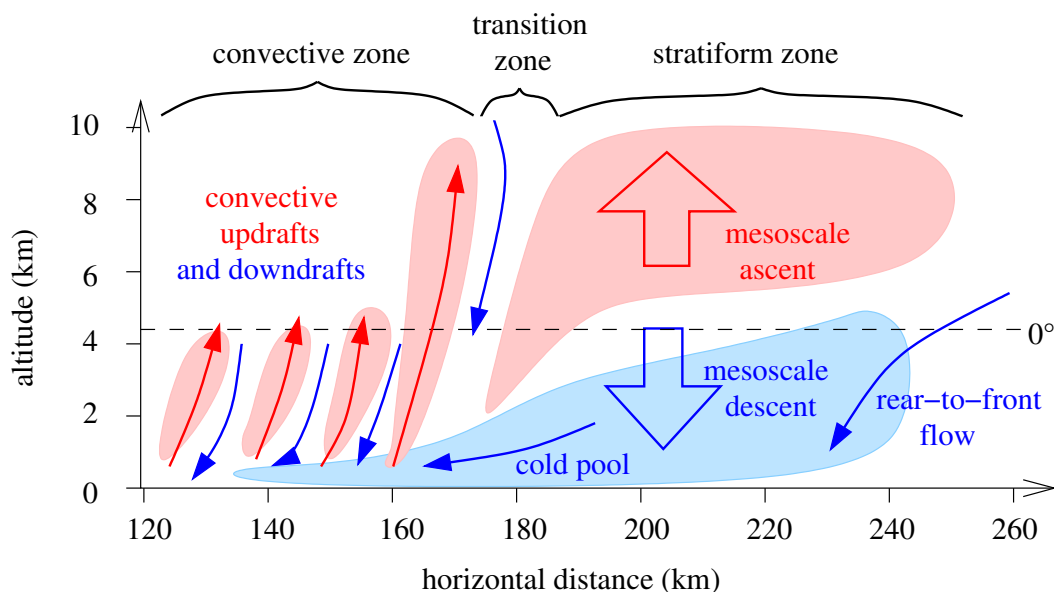 transition
convective zone
zone
stratiform zone
10
8
6
4
2
0
altitude (km)
convective
updrafts
and downdrafts
mesoscale
ascent
0°
mesoscale
descent
rear-to-front
flow
cold pool
120
140
160
180
200
220
240
260
horizontal distance (km)